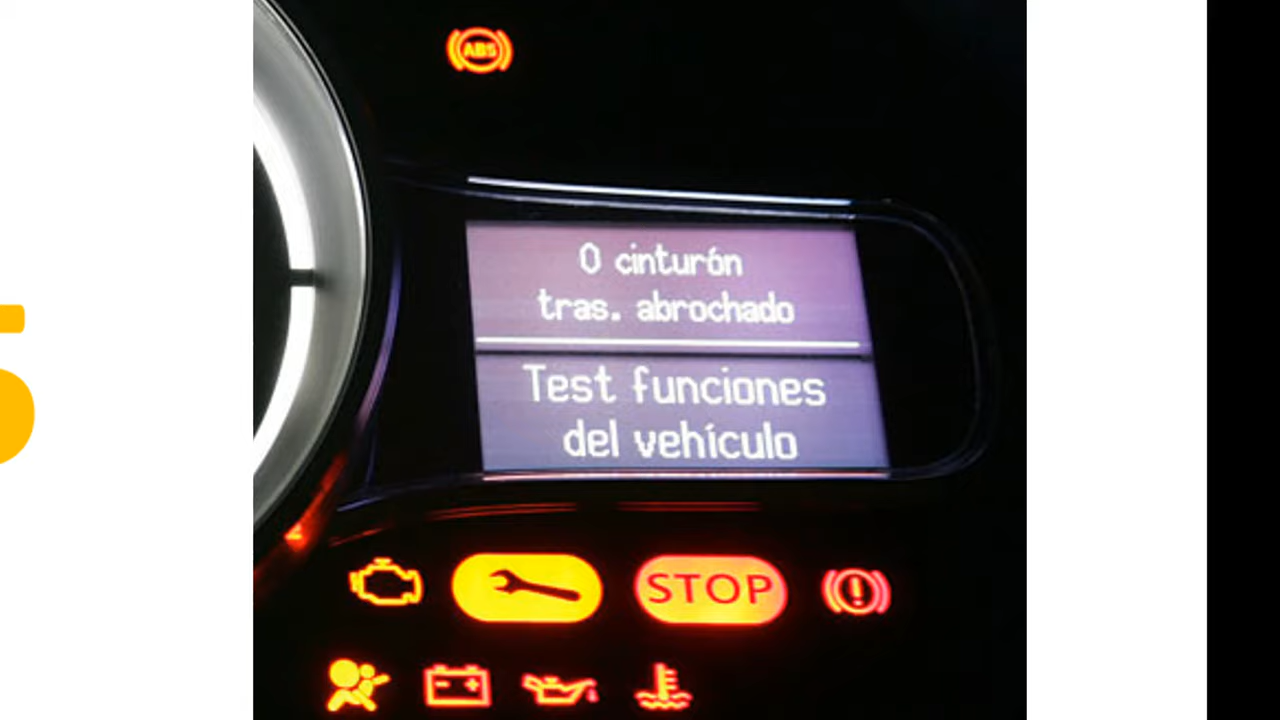 ABS
0 cinturón
tras. abrochado
Test funciones
del vehículo
STOP